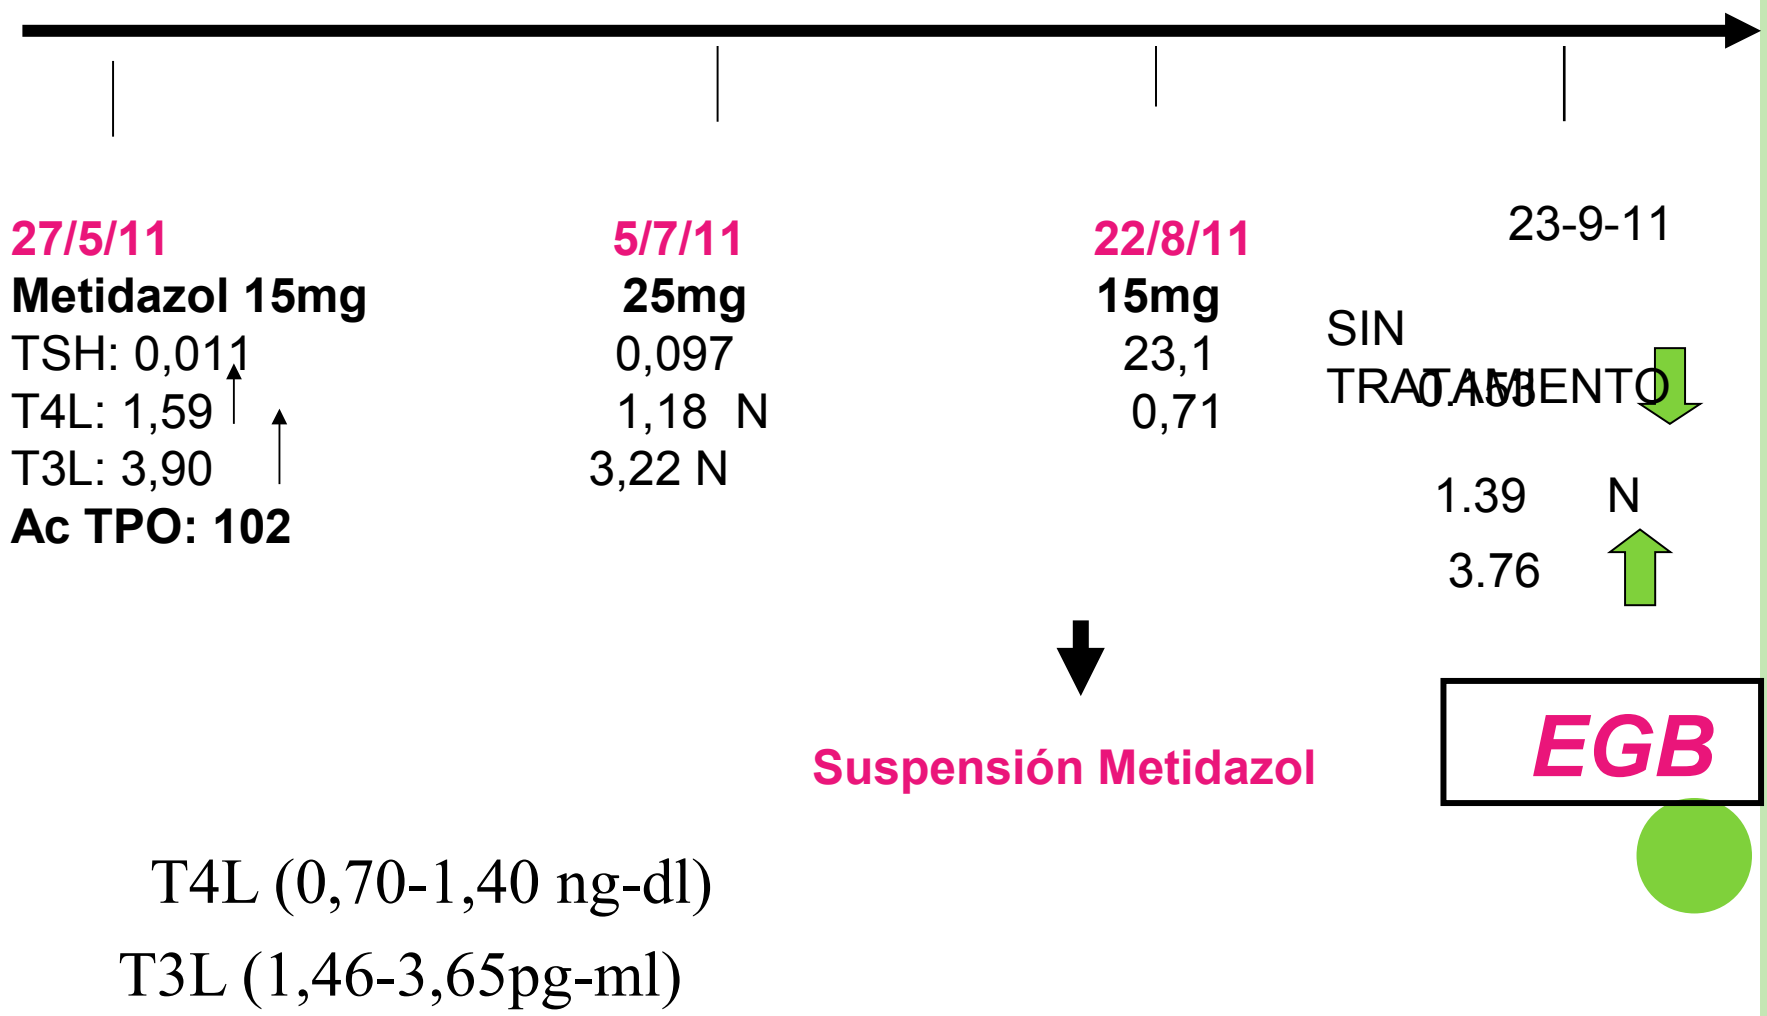 27/5/11
Metidazol 15mg
TSH: 0,011
T4L: 1,59
T3L: 3,90
Ac TPO: 102
5/7/11
25mg
0,097
1,18 N
3,22 N
22/8/11
15mg
23,1
0,71
23-9-11
SIN
TRATAMIENTO
0.153
1.39 N
3.76
Suspensión Metidazol
EGB
T4L (0,70-1,40 ng-dl)
T3L (1,46-3,65pg-ml)